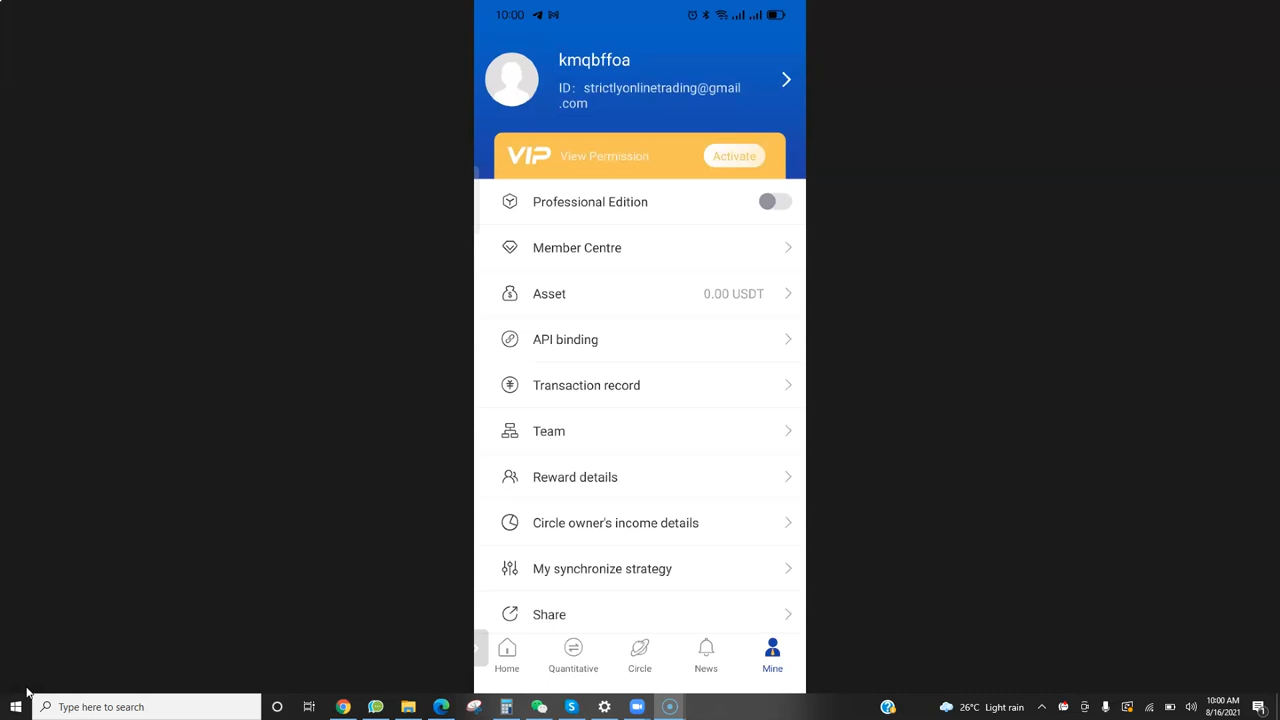 10:00
kmqbffoa
ID: strictlyonlinetrading@gmail
.com
VIP View Permission Activate
Professional Edition
Member Centre
Asset 0.00 USDT
API binding
Transaction record
Team
Reward details
Circle owner's income details
My synchronize strategy
Share
Home Quantitative Circle News Mine
Type here to search
26°C Light rain
10:00 AM
8/16/2021